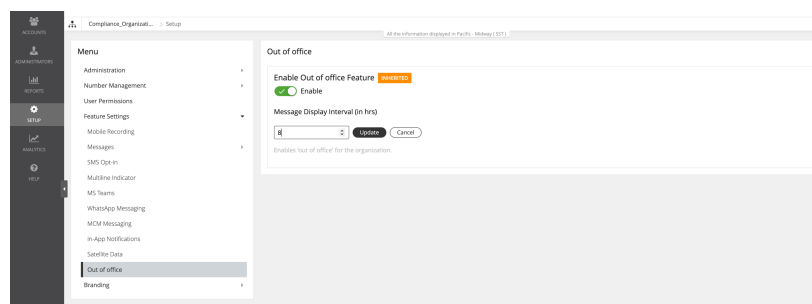 Compliance_Organizati... > Setup
All the information displayed in Pacific - Midway ( SST )
ACCOUNTS
ADMINISTRATORS
REPORTS
SETUP
ANALYTICS
HELP
Menu
Administration
Number Management
User Permissions
Feature Settings
Mobile Recording
Messages
SMS Opt-in
Multiline Indicator
MS Teams
WhatsApp Messaging
MCM Messaging
In-App Notifications
Satellite Data
Out of office
Branding
Out of office
Enable Out of office Feature INHERITED
Enable
Message Display Interval (in hrs)
8 Update Cancel
Enables 'out of office' for the organization.